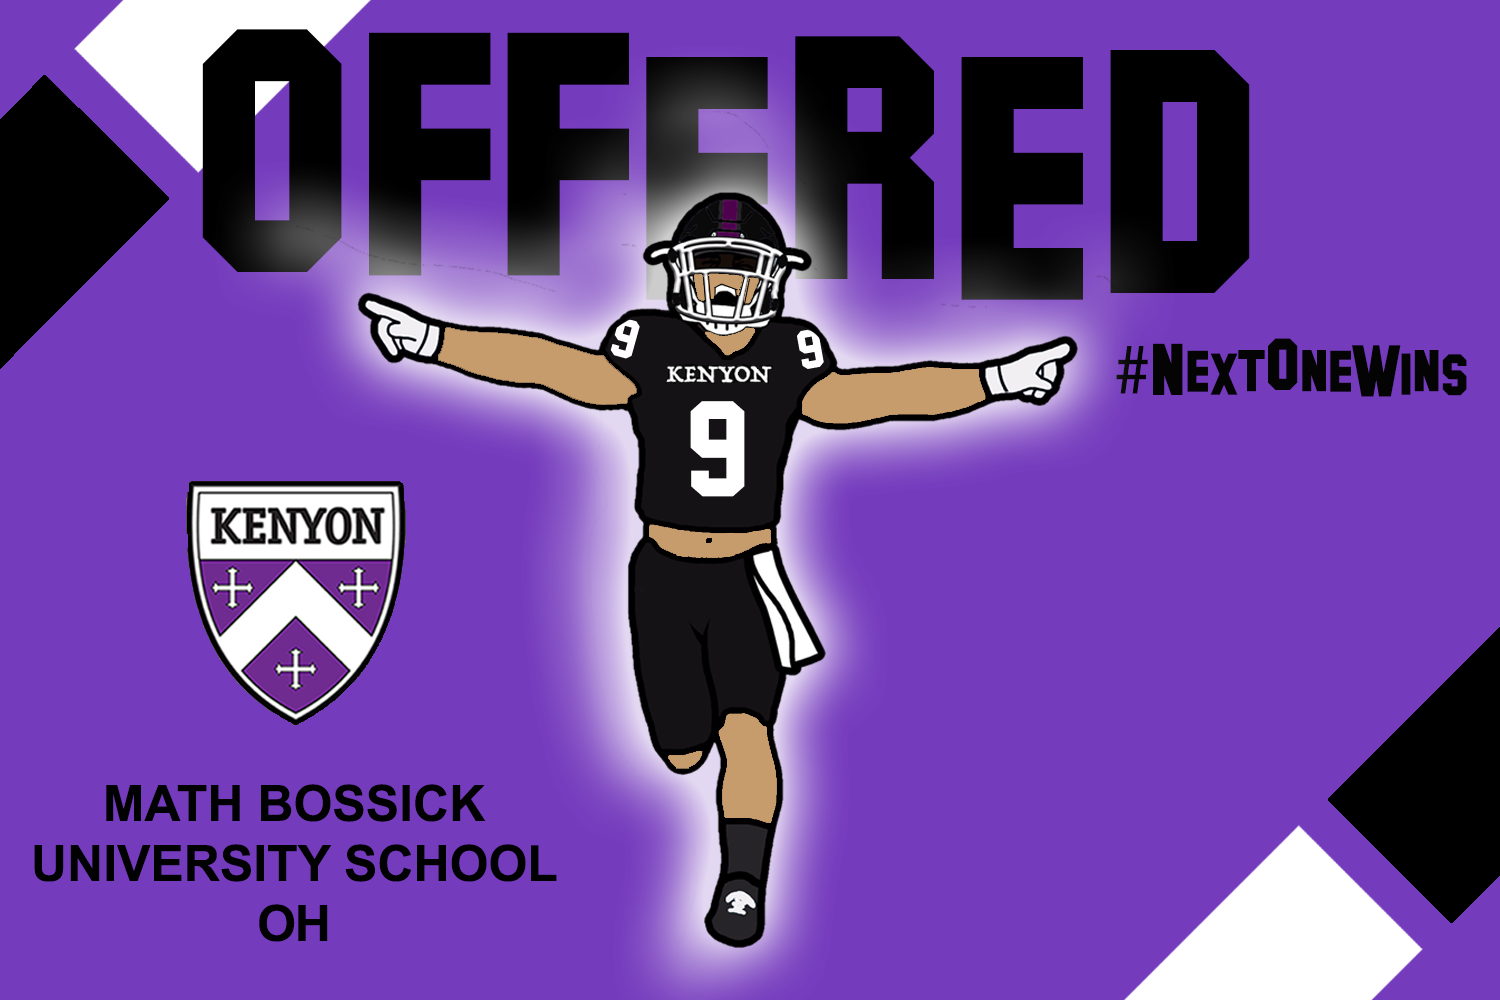 OFFERED
9
9
KENYON
9
#NEXTONEWINS
KENYON
MATH BOSSICK
UNIVERSITY SCHOOL
OH